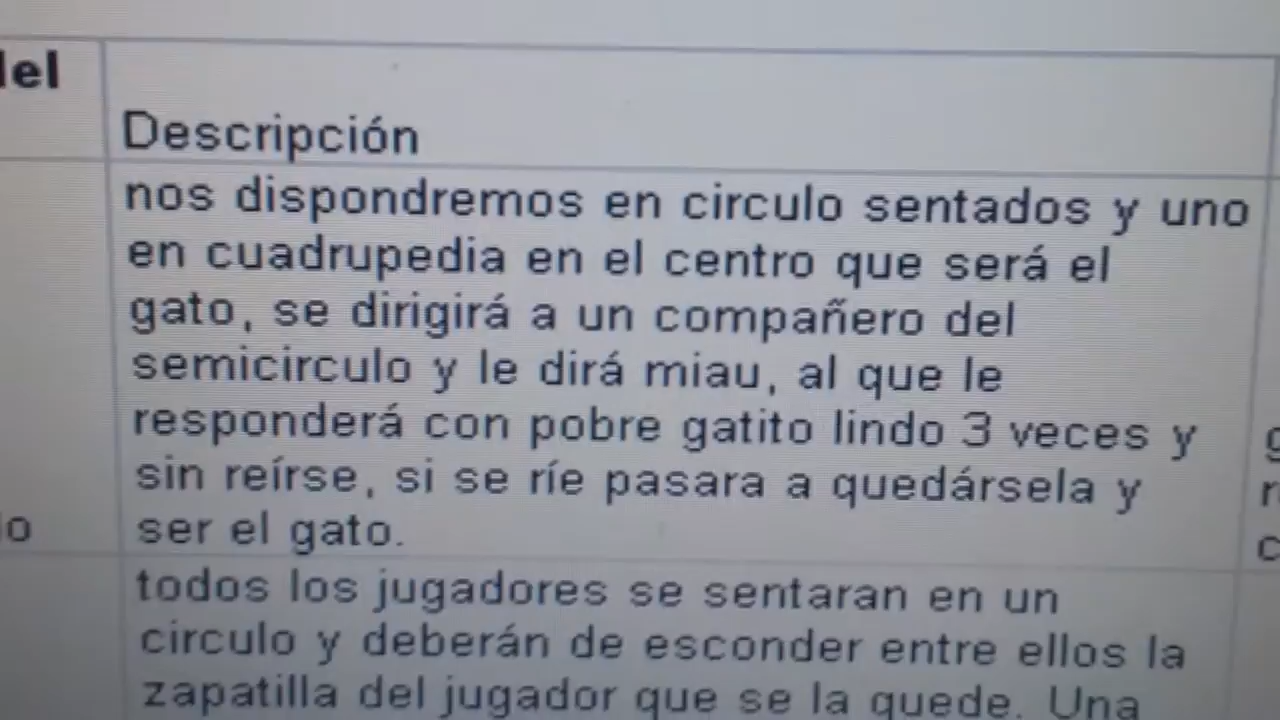 del
Descripción
nos dispondremos en circulo sentados y uno
en cuadrupedia en el centro que será el
gato, se dirigirá a un compañero del
semicirculo y le dirá miau, al que le
responderá con pobre gatito lindo 3 veces y
sin reírse, si se ríe pasara a quedársela y
ser el gato.
todos los jugadores se sentaran en un
circulo y deberán de esconder entre ellos la
zapatilla del jugador que se la quede. Una